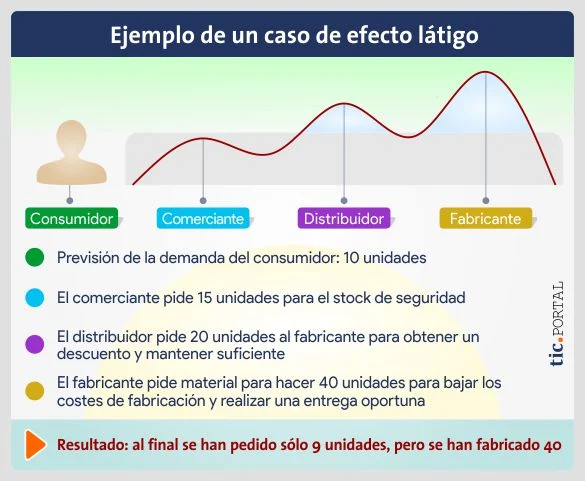 Ejemplo de un caso de efecto látigo
Consumidor
Comerciante
Distribuidor
Fabricante
Previsión de la demanda del consumidor: 10 unidades
El comerciante pide 15 unidades para el stock de seguridad
El distribuidor pide 20 unidades al fabricante para obtener un
descuento y mantener suficiente
El fabricante pide material para hacer 40 unidades para bajar los
costes de fabricación y realizar una entrega oportuna
tic.PORTAL
Resultado: al final se han pedido sólo 9 unidades, pero se han fabricado 40